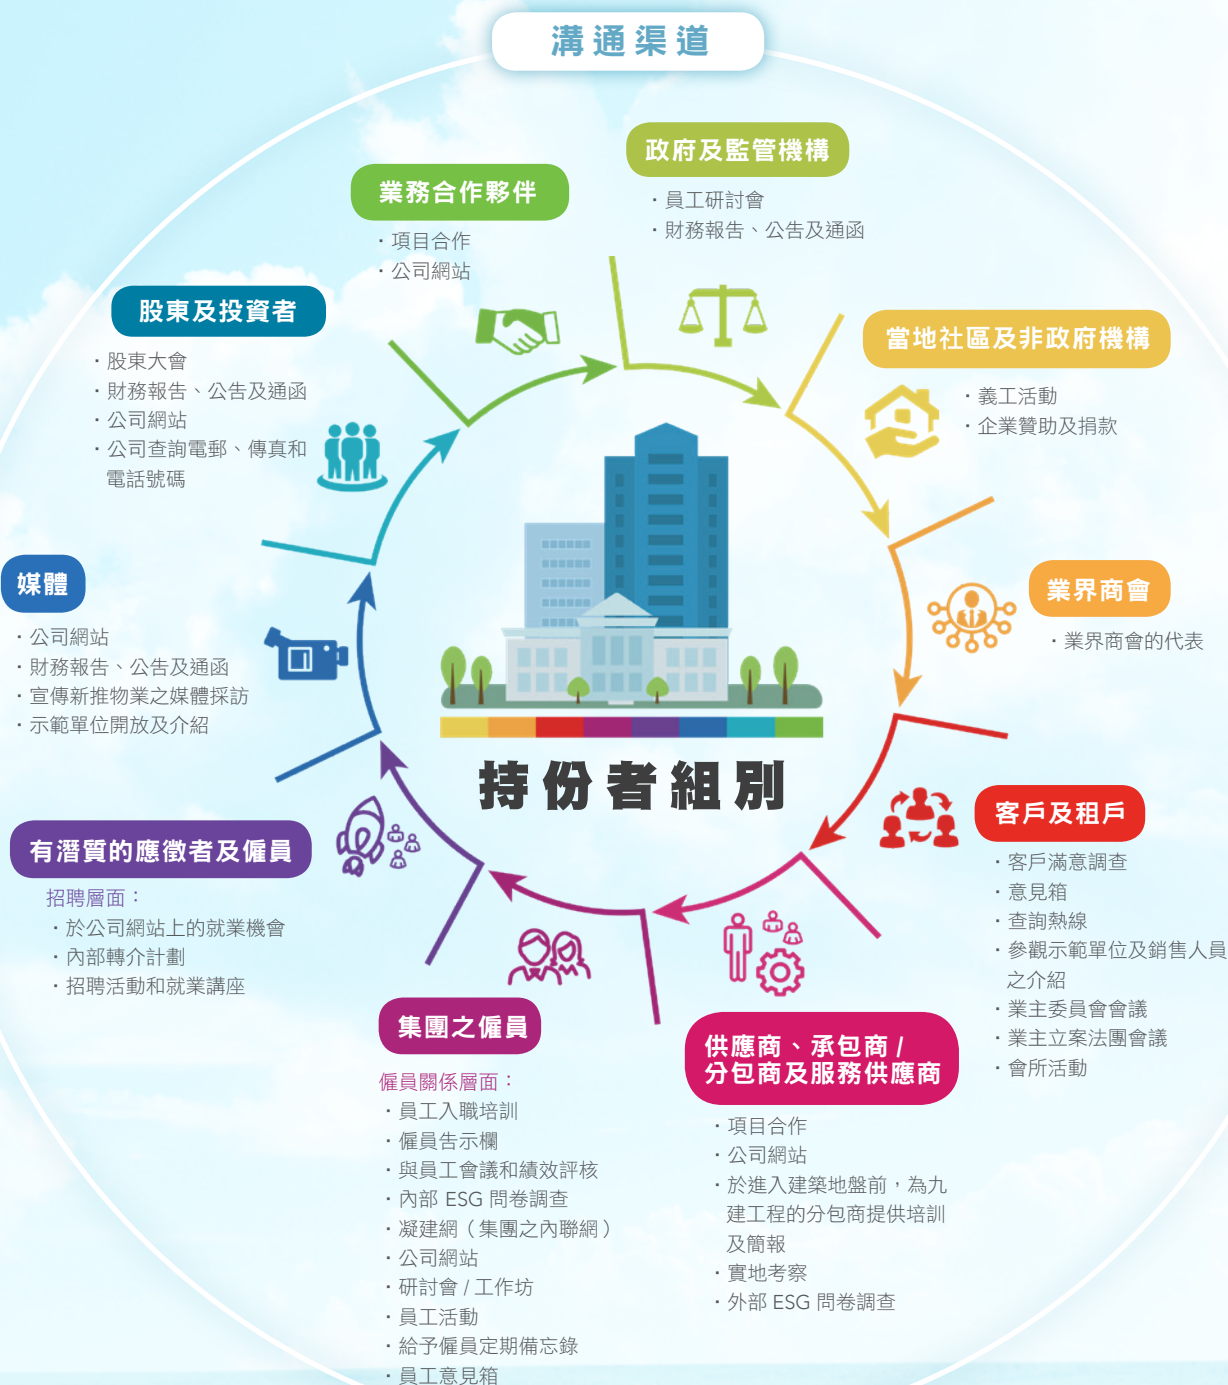 溝通渠道
政府及監管機構
・員工研討會
・財務報告、公告及通函
業務合作夥伴
・項目合作
・公司網站
股東及投資者
・股東大會
・財務報告、公告及通函
・公司網站
・公司查詢電郵、傳真和
電話號碼
當地社區及非政府機構
・義工活動
・企業贊助及捐款
媒體
・公司網站
・財務報告、公告及通函
・宣傳新推物業之媒體採訪
・示範單位開放及介紹
業界商會
・業界商會的代表
持份者組別
有潛質的應徵者及僱員
招聘層面：
・於公司網站上的就業機會
・內部轉介計劃
・招聘活動和就業講座
客戶及租戶
・客戶滿意調查
・意見箱
・查詢熱線
・參觀示範單位及銷售人員
之介紹
・業主委員會會議
・業主立案法團會議
・會所活動
集團之僱員
僱員關係層面：
・員工入職培訓
・僱員告示欄
・與員工會議和績效評核
・內部 ESG 問卷調查
・凝建網（集團之內聯網）
・公司網站
・研討會 / 工作坊
・員工活動
・給予僱員定期備忘錄
・員工意見箱
供應商、承包商 /
分包商及服務供應商
・項目合作
・公司網站
・於進入建築地盤前，為九
建工程的分包商提供培訓
及簡報
・實地考察
・外部 ESG 問卷調查